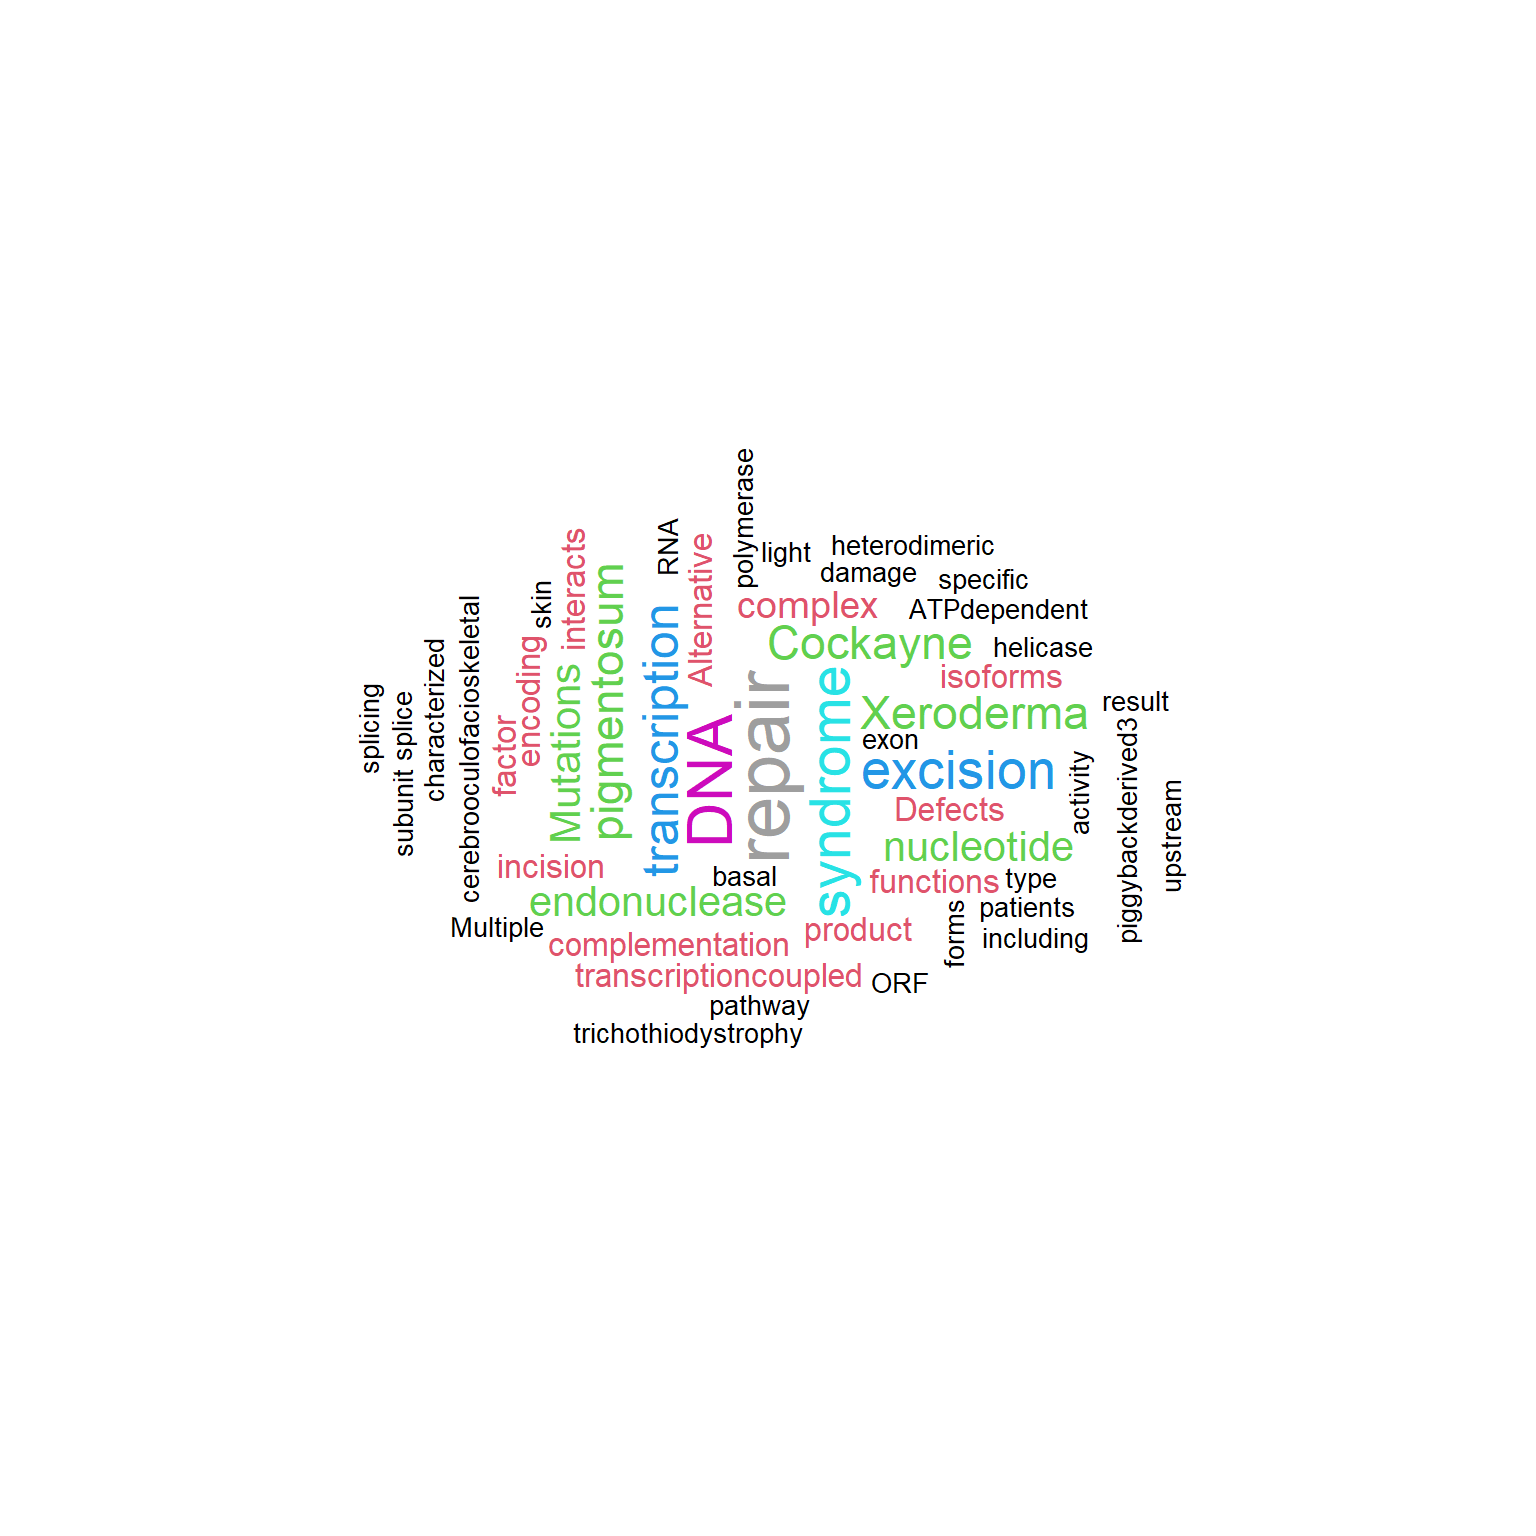 polymerase
RNA
light
heterodimeric
damage
specific
interacts
Alternative
complex
ATPdependent
skin
pigmentosum
transcription
Cockayne
helicase
cerebrooculofacioskeletal
characterized
encoding
Mutations
isoforms
splicing
subunit
splice
factor
DNA
repair
syndrome
Xeroderma
result
exon
excision
activity
piggybackderived3
upstream
Defects
nucleotide
incision
basal
functions
type
endonuclease
patients
forms
Multiple
product
including
complementation
transcriptioncoupled
ORF
pathway
trichothiodystrophy